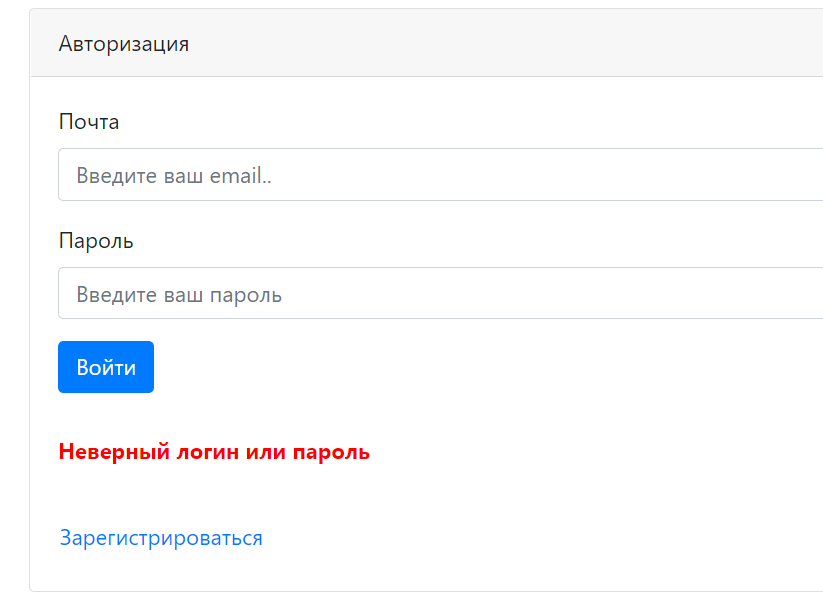 Авторизация
Почта
Введите ваш email..
Пароль
Введите ваш пароль
Войти
Неверный логин или пароль
Зарегистрироваться